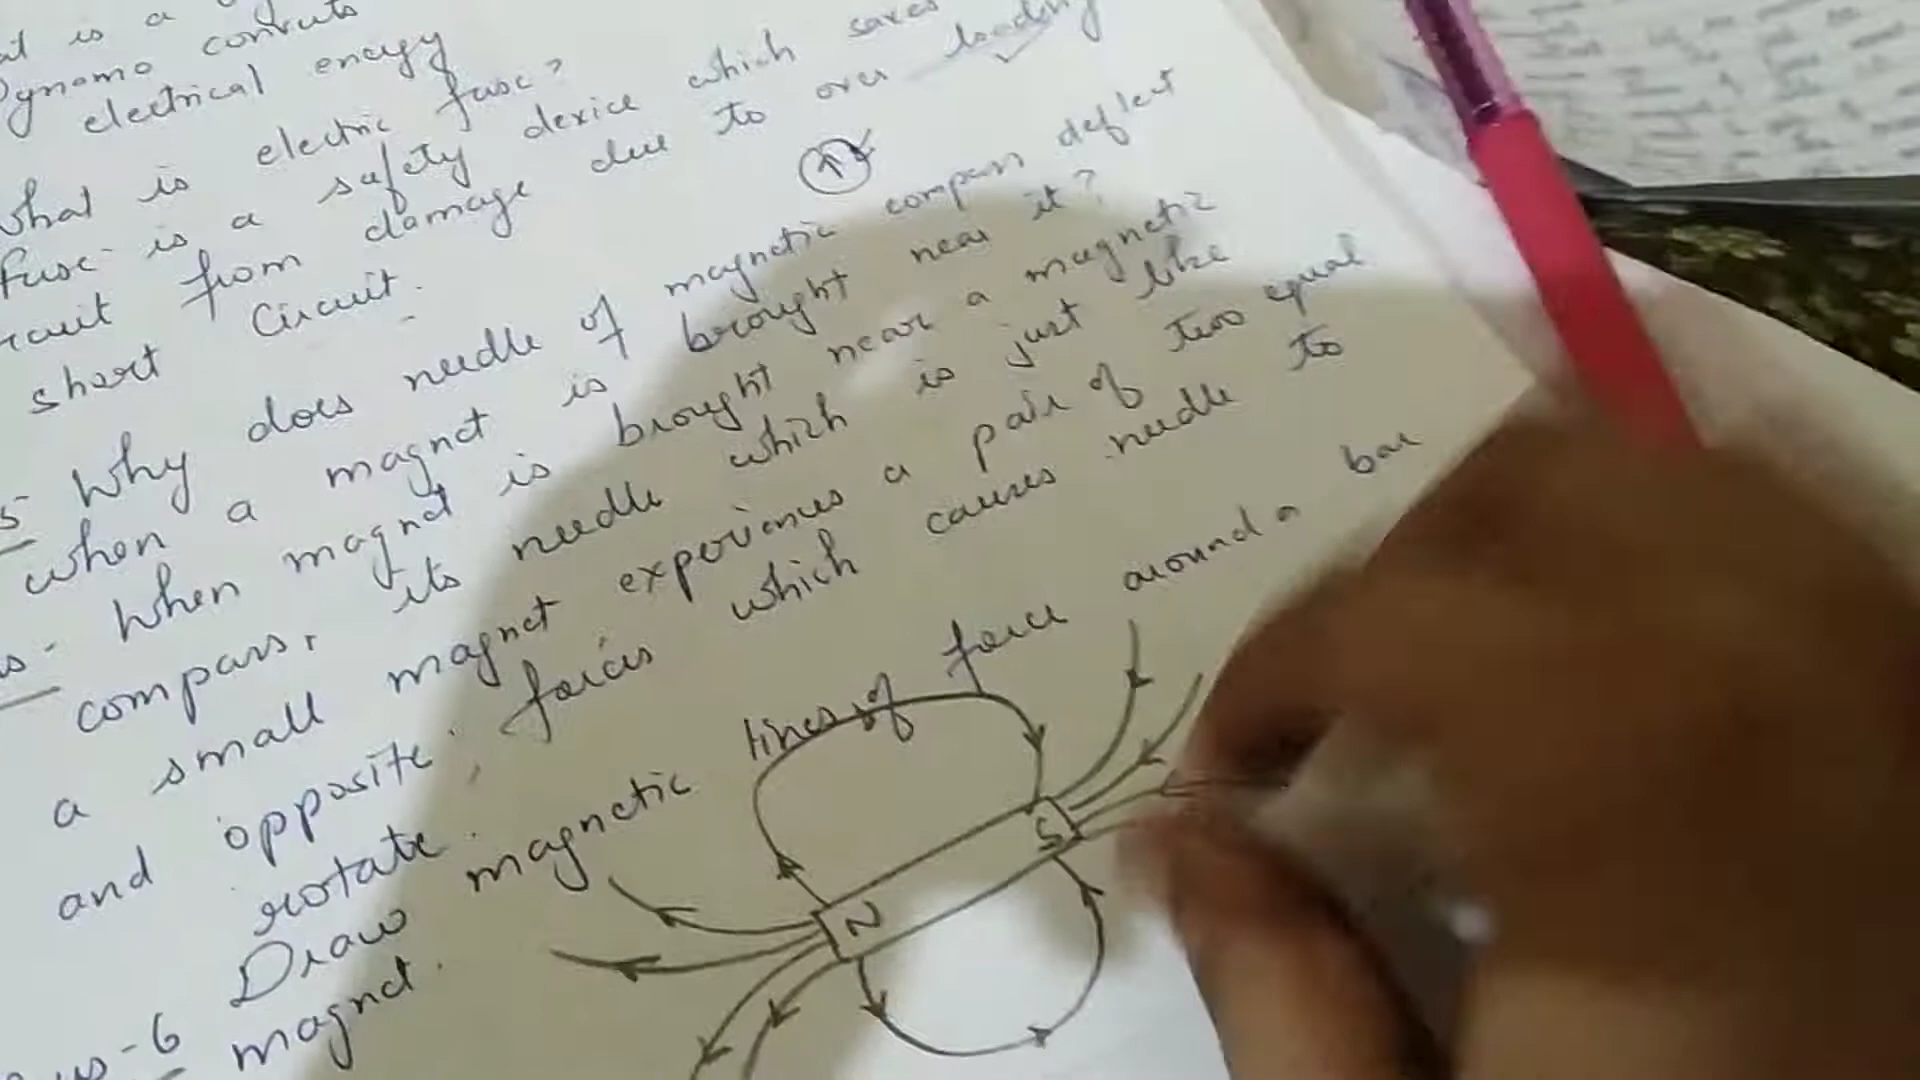 is a
Dynamo converts
electrical energy
What is electric fuse?
Fuse is a safety device which saves
from damage due to over loading
short Circuit.
5 Why does needle of magnetic compass deflect
when a magnet is brought near it?
When magnet is brought near a magnetic
compass, its needle which is just like
a small magnet experiences a pair of two equal
and opposite forces which causes needle to
rotate.
6 Draw magnetic lines of force around a bar
magnet.
N
S